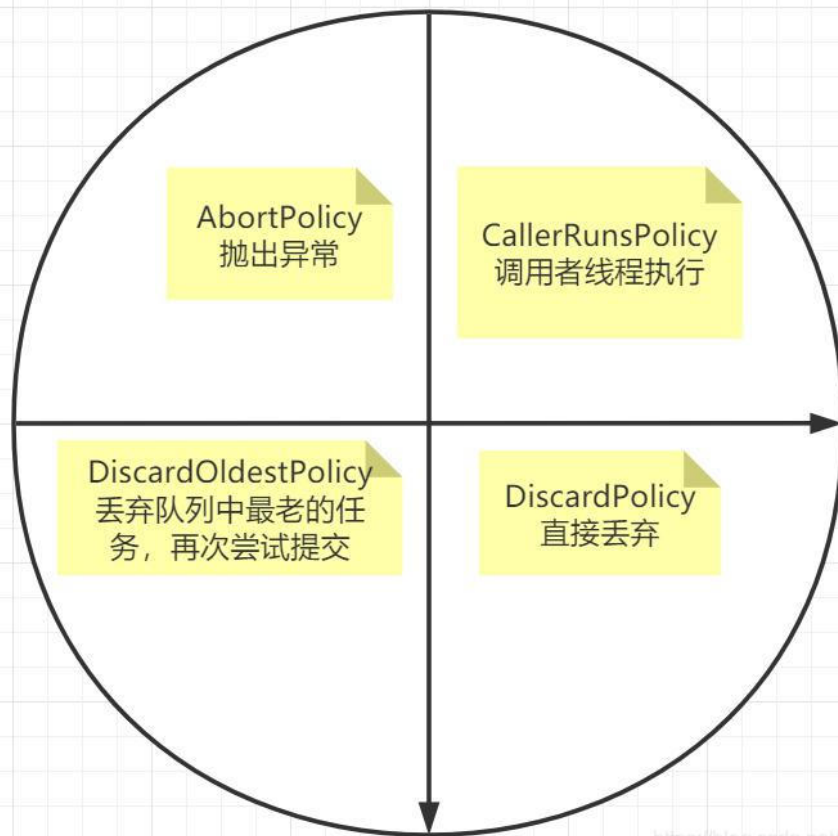 AbortPolicy
抛出异常
CallerRunsPolicy
调用者线程执行
DiscardOldestPolicy
丢弃队列中最老的任
务，再次尝试提交
DiscardPolicy
直接丢弃